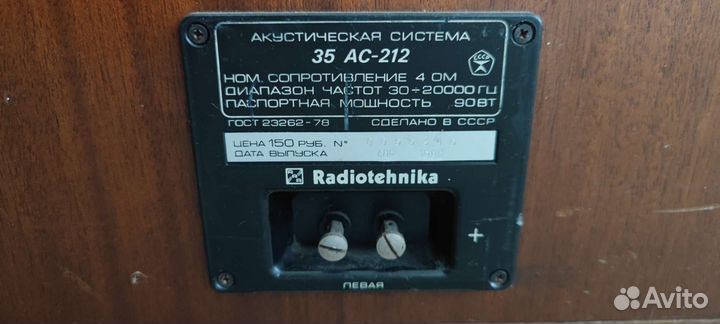 АКУСТИЧЕСКАЯ СИСТЕМА
35 АС-212
СССР
НОМ. СОПРОТИВЛЕНИЕ 4 ОМ
ДИАПАЗОН ЧАСТОТ 30÷20000 ГЦ
ПАСПОРТНАЯ МОЩНОСТЬ 90 ВТ
ГОСТ 23262-78 СДЕЛАНО В СССР
ЦЕНА 150 РУБ. N°
ДАТА ВЫПУСКА
Radiotehnika
+
ЛЕВАЯ
Avito